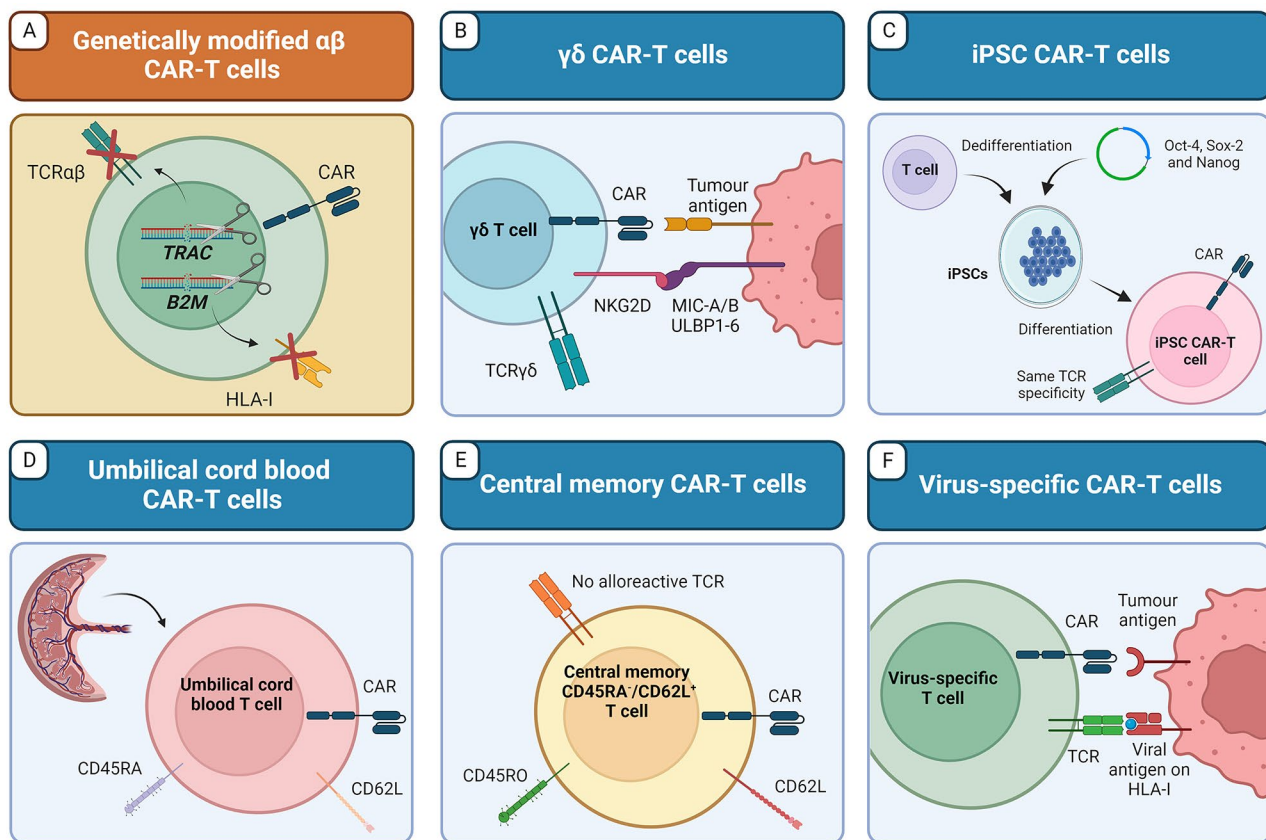 A
Genetically modified αβ
CAR-T cells
TCRαβ
CAR
TRAC
B2M
HLA-I
B
γδ CAR-T cells
γδ T cell
CAR
Tumour
antigen
NKG2D
MIC-A/B
ULBP1-6
TCRγδ
C
iPSC CAR-T cells
T cell
Dedifferentiation
Oct-4, Sox-2
and Nanog
iPSCs
CAR
Differentiation
iPSC CAR-T
cell
Same TCR
specificity
D
Umbilical cord blood
CAR-T cells
Umbilical cord
blood T cell
CAR
CD45RA
CD62L
E
Central memory CAR-T cells
No alloreactive TCR
Central memory
CD45RA⁻/CD62L⁺
T cell
CAR
CD45RO
CD62L
F
Virus-specific CAR-T cells
Virus-specific
T cell
CAR
Tumour
antigen
TCR
Viral
antigen on
HLA-I